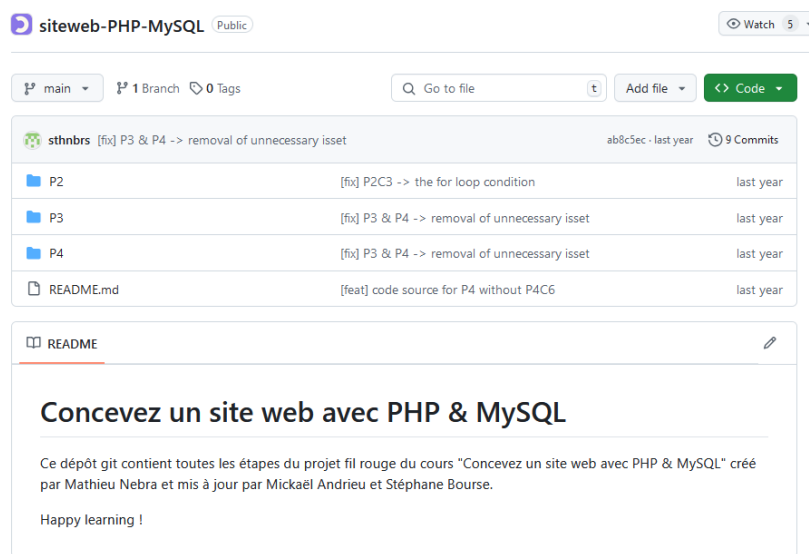 siteweb-PHP-MySQL Public Watch 5
main 1 Branch 0 Tags Go to file t Add file Code
sthnbrs [fix] P3 & P4 -> removal of unnecessary isset ab8c5ec · last year 9 Commits
P2 [fix] P2C3 -> the for loop condition last year
P3 [fix] P3 & P4 -> removal of unnecessary isset last year
P4 [fix] P3 & P4 -> removal of unnecessary isset last year
README.md [feat] code source for P4 without P4C6 last year
README
Concevez un site web avec PHP & MySQL
Ce dépôt git contient toutes les étapes du projet fil rouge du cours "Concevez un site web avec PHP & MySQL" créé
par Mathieu Nebra et mis à jour par Mickaël Andrieu et Stéphane Bourse.
Happy learning !